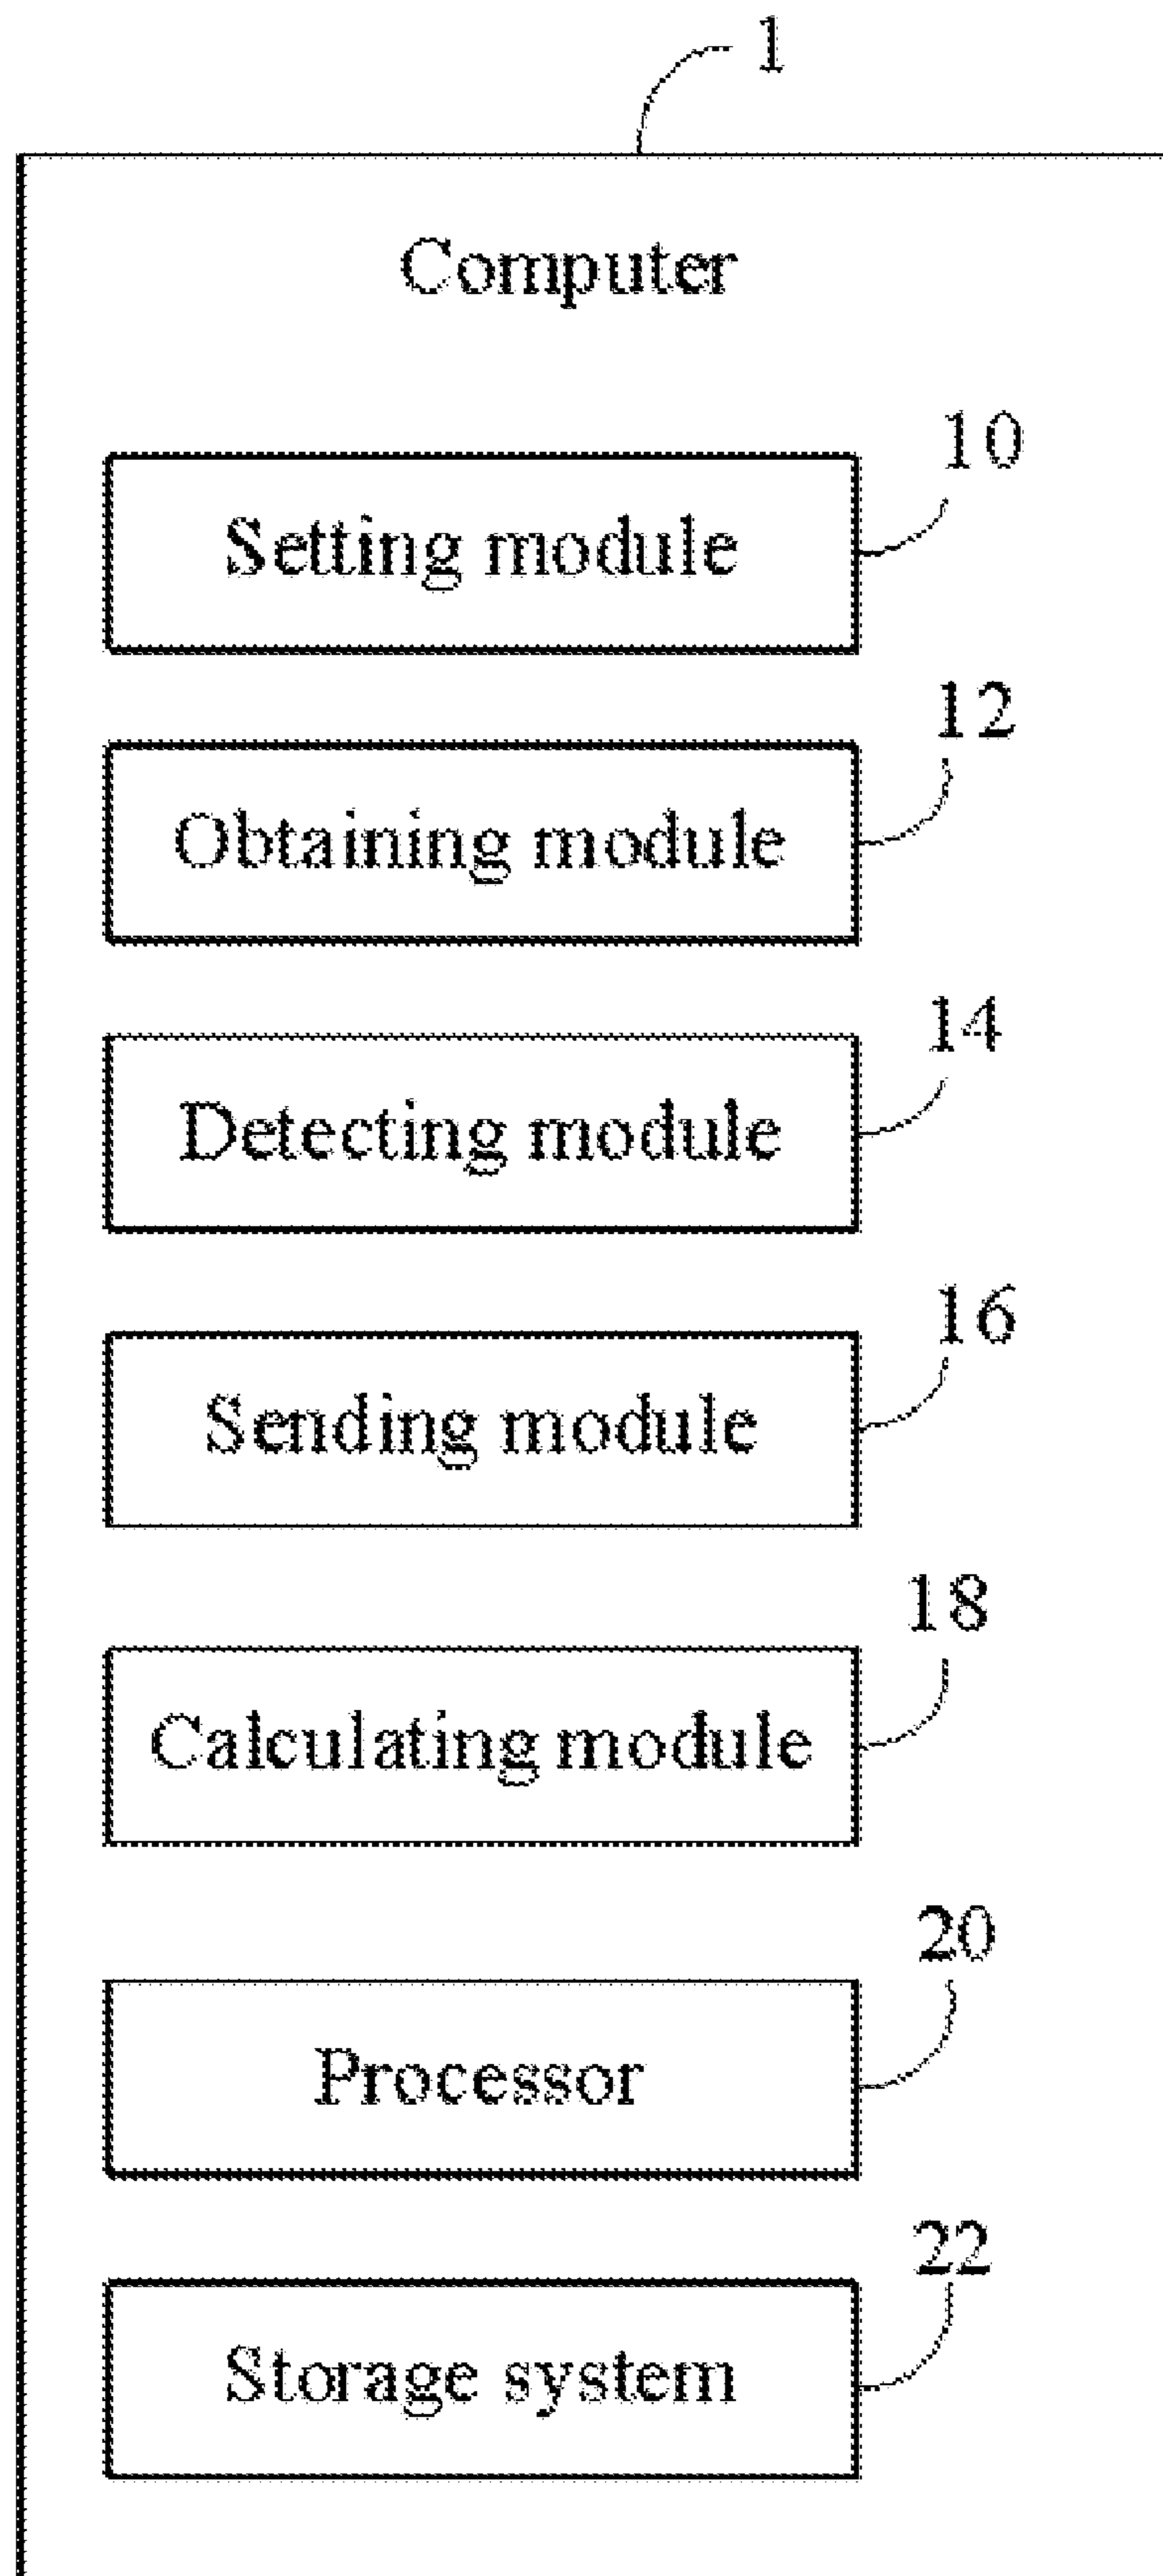 1
Computer
10
Setting module
12
Obtaining module
14
Detecting module
16
Sending module
18
Calculating module
20
Processor
22
Storage system